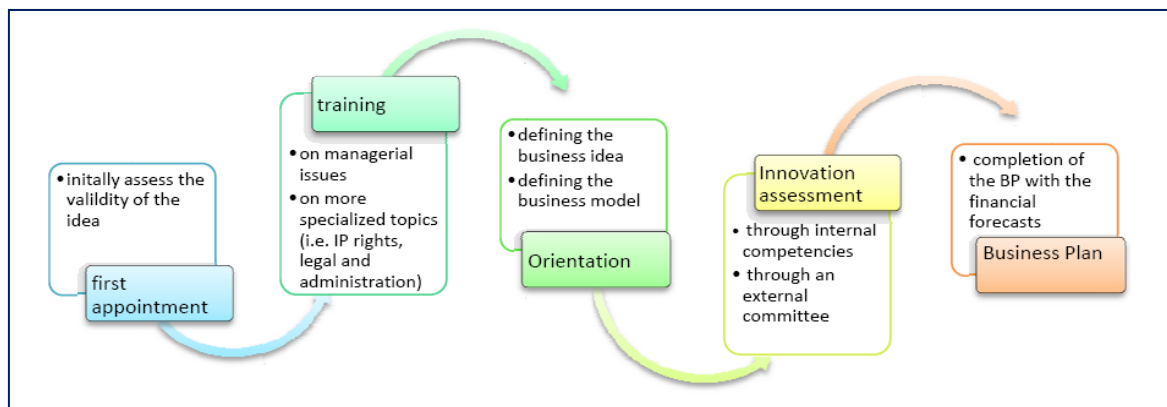 • initally assess the
valildity of the
idea
first
appointment
training
• on managerial
issues
• on more
specialized topics
(i.e. IP rights,
legal and
administration)
• defining the
business idea
• defining the
business model
Orientation
Innovation
assessment
• through internal
competencies
• through an
external
committee
• completion of
the BP with the
financial
forecasts
Business Plan